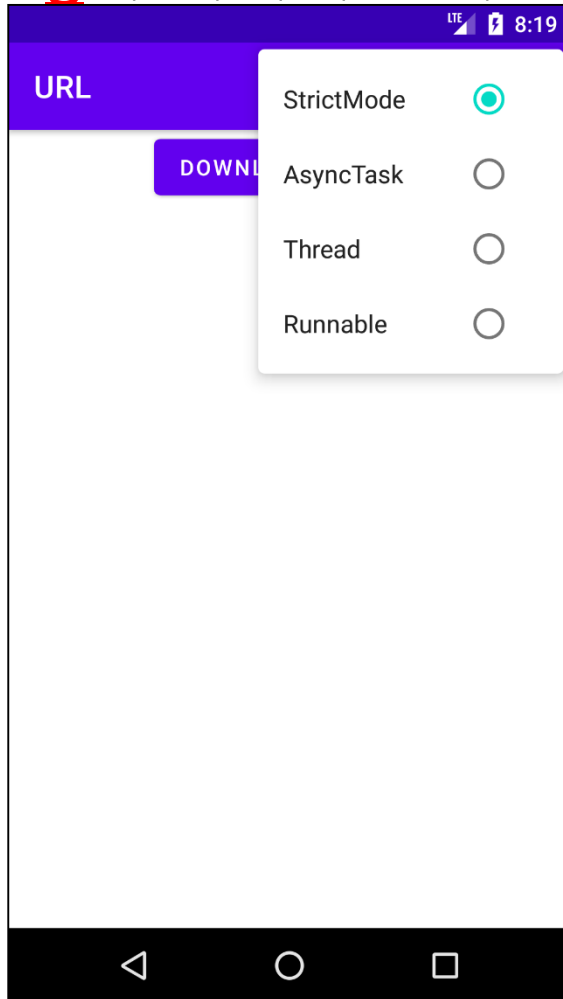 LTE 8:19
URL
StrictMode
DOWNL
AsyncTask
Thread
Runnable